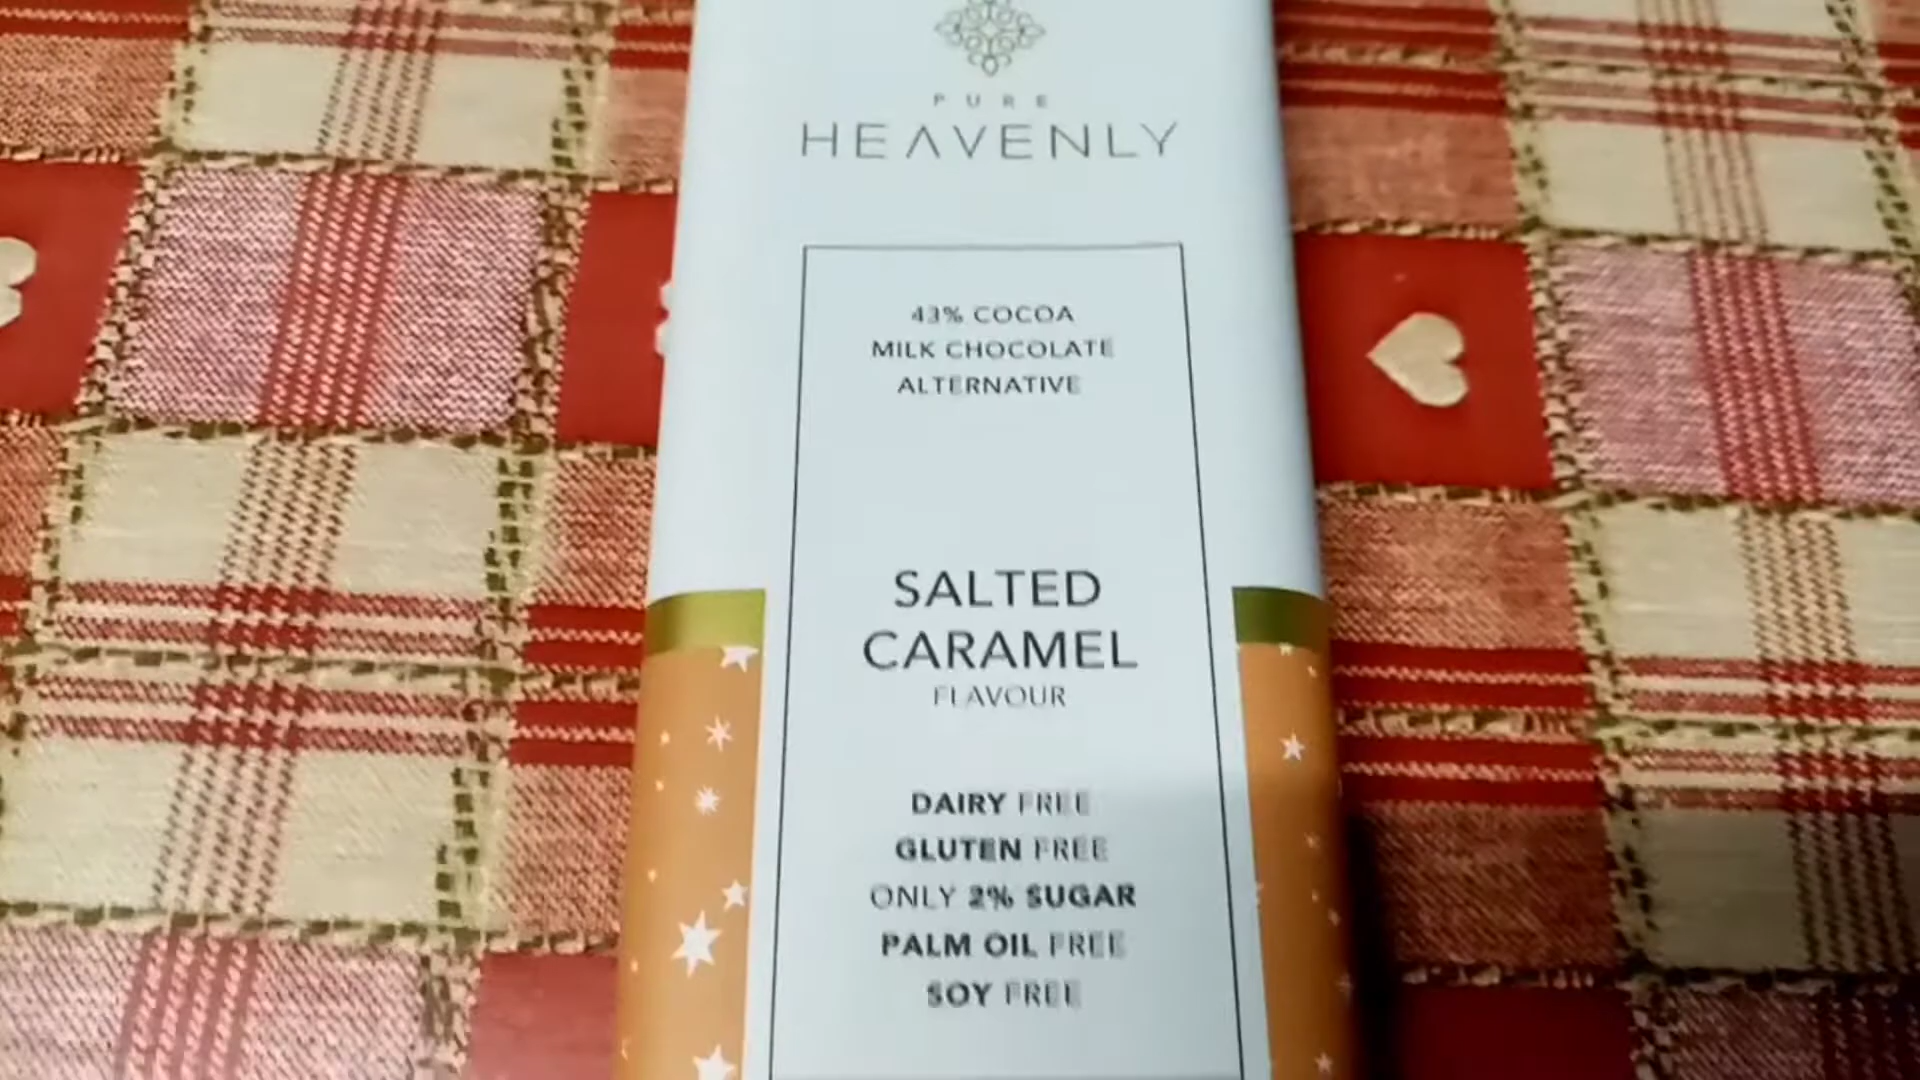 PURE
HEAVENLY
43% COCOA
MILK CHOCOLATE
ALTERNATIVE
SALTED
CARAMEL
FLAVOUR
DAIRY FREE
GLUTEN FREE
ONLY 2% SUGAR
PALM OIL FREE
SOY FREE